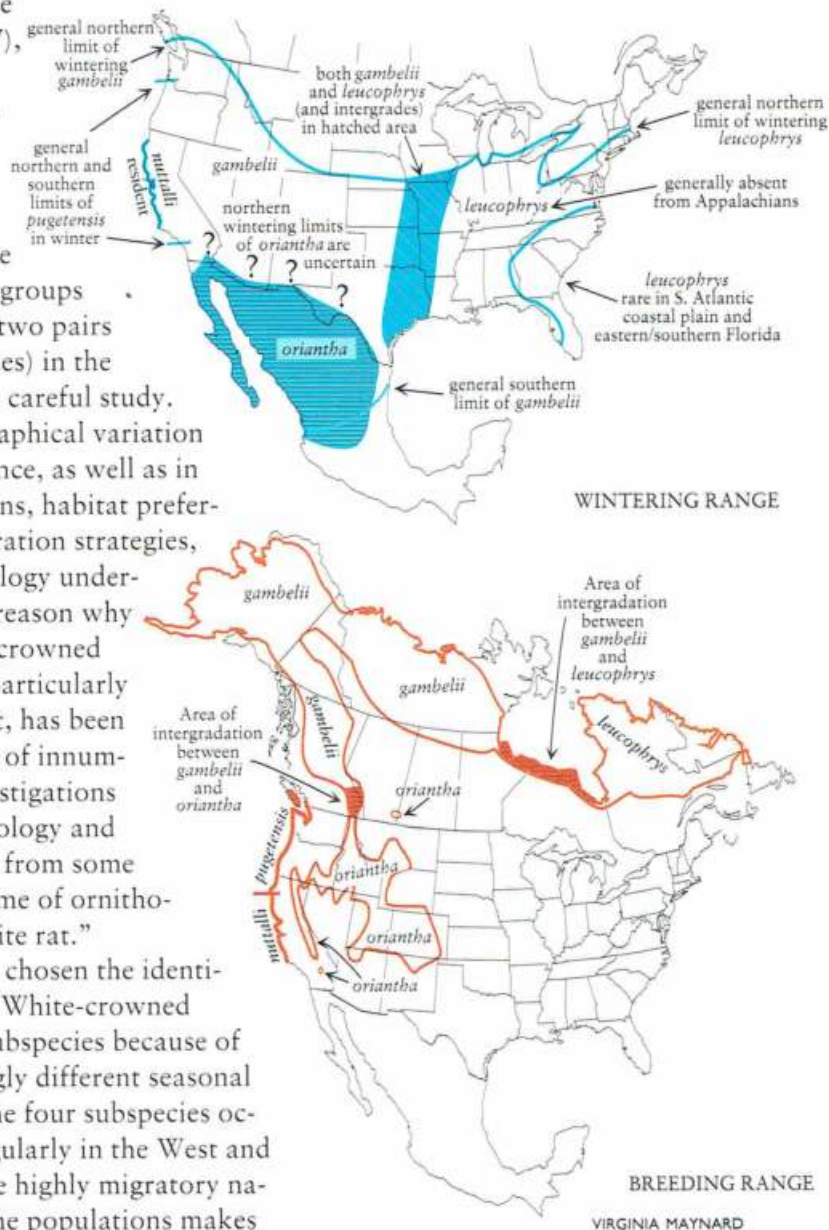 general northern
limit of
wintering
gambelii
both gambelii
and leucophrys
(and intergrades)
in hatched area
general northern
limit of wintering
leucophrys
general
northern and
southern
limits of
pugetensis
in winter
nuttalli
resident
gambelii
leucophrys
generally absent
from Appalachians
northern
wintering limits
of oriantha are
uncertain
? ? ? ?
leucophrys
rare in S. Atlantic
coastal plain and
eastern/southern Florida
oriantha
general southern
limit of gambelii
WINTERING RANGE
groups
two pairs
es) in the
careful study.
aphical variation
nce, as well as in
ns, habitat prefer-
ration strategies,
logy under-
reason why
crowned
articularly
t, has been
of innum-
stigations
ology and
from some
me of ornitho-
ite rat."
chosen the identi-
White-crowned
ubspecies because of
gly different seasonal
ne four subspecies oc-
gularly in the West and
e highly migratory na-
ne populations makes
gambelii
gambelii
gambelii
Area of
intergradation
between
gambelii
and
leucophrys
leucophrys
Area of
intergradation
between
gambelii
and
oriantha
oriantha
pugetensis
nuttalli
oriantha
oriantha
oriantha
BREEDING RANGE
VIRGINIA MAYNARD